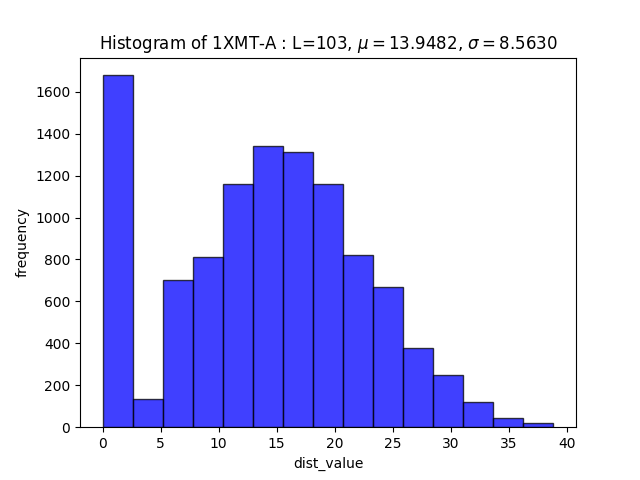 Histogram of 1XMT-A : L=103, μ = 13.9482, σ = 8.5630
1600
1400
1200
1000
800
600
400
200
0
frequency
0 5 10 15 20 25 30 35 40
dist_value